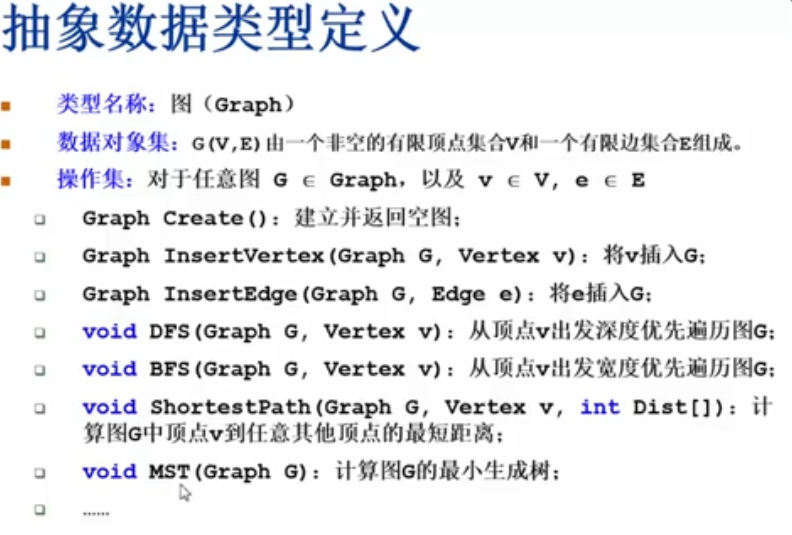 抽象数据类型定义
类型名称：图（Graph）
数据对象集：G(V,E)由一个非空的有限顶点集合V和一个有限边集合E组成。
操作集：对于任意图 G ∈ Graph，以及 v ∈ V, e ∈ E
Graph Create()：建立并返回空图；
Graph InsertVertex(Graph G, Vertex v)：将v插入G；
Graph InsertEdge(Graph G, Edge e)：将e插入G；
void DFS(Graph G, Vertex v)：从顶点v出发深度优先遍历图G；
void BFS(Graph G, Vertex v)：从顶点v出发宽度优先遍历图G；
void ShortestPath(Graph G, Vertex v, int Dist[])：计
算图G中顶点v到任意其他顶点的最短距离；
void MST(Graph G)：计算图G的最小生成树；
……